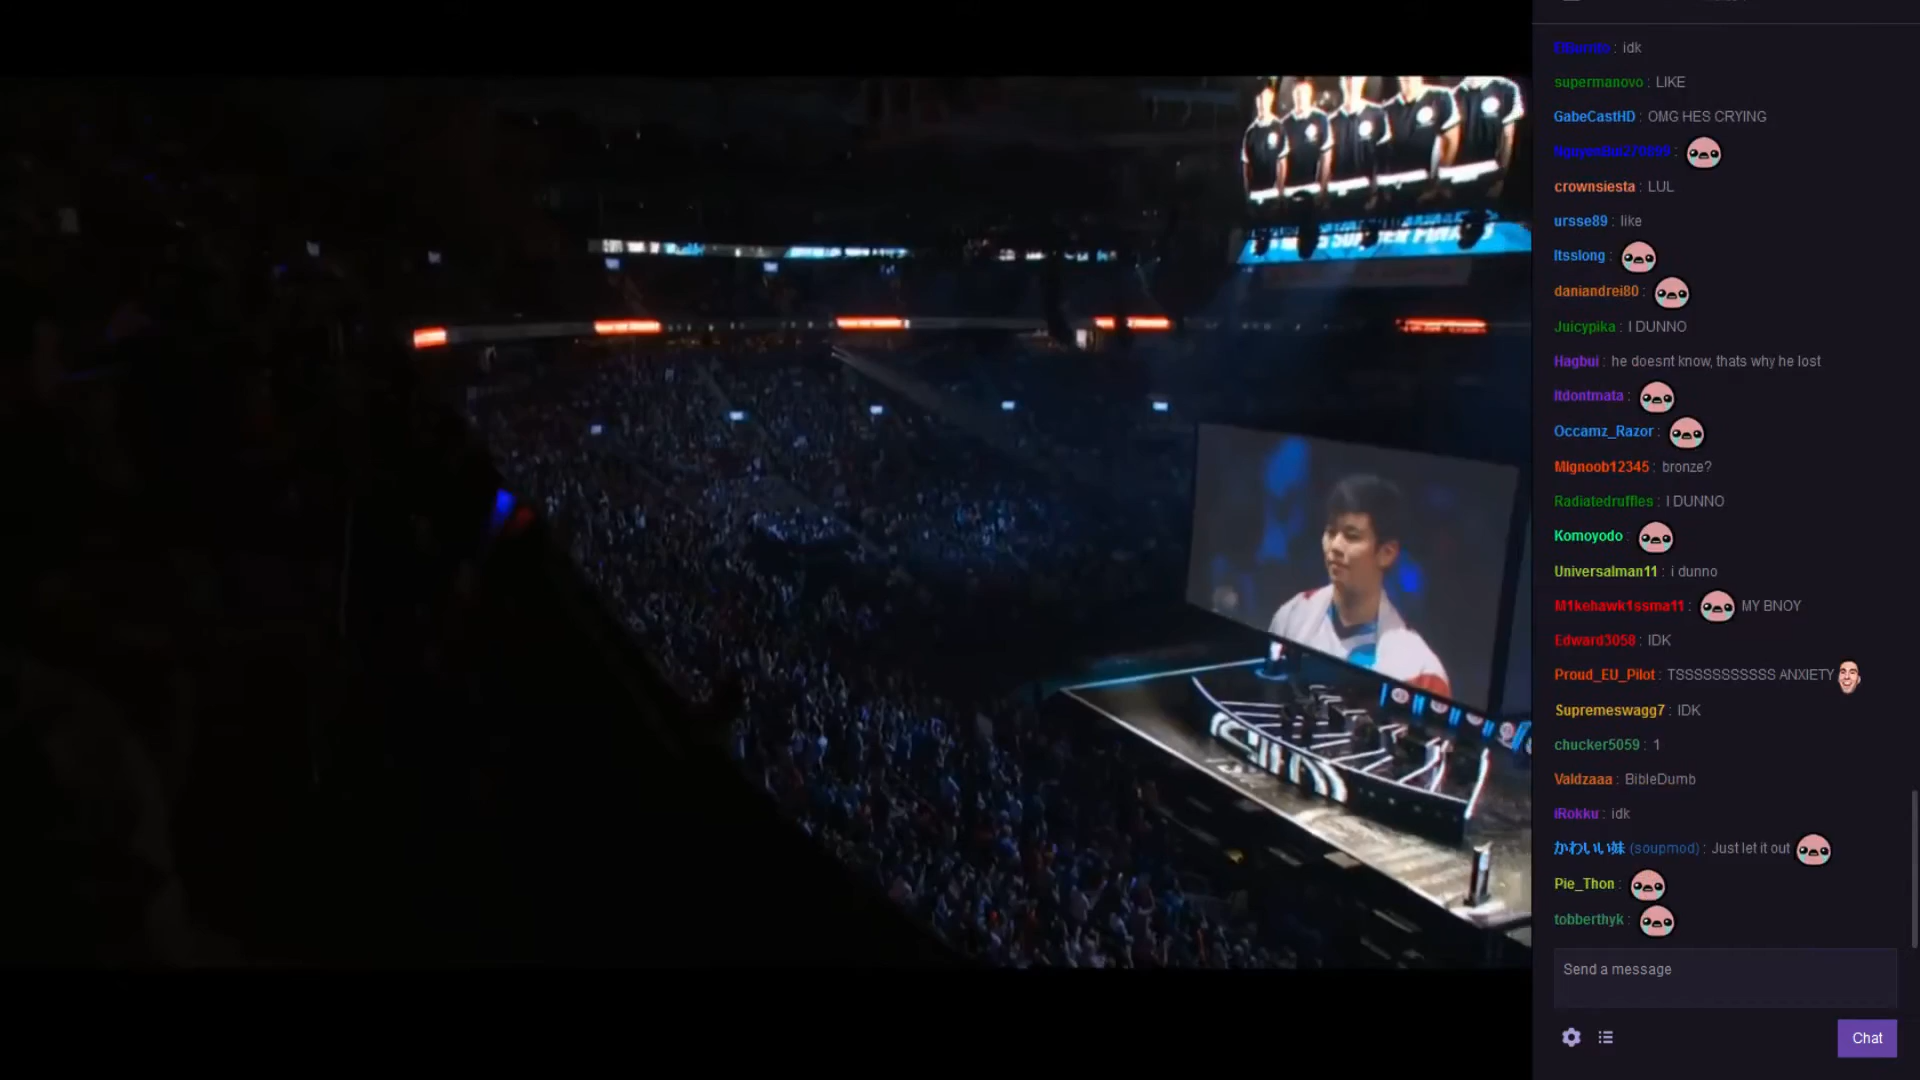 ElBurnto : idk
supermanovo : LIKE
GabeCastHD : OMG HES CRYING
NguyenBui270899 :
crownsiesta : LUL
ursse89 : like
Itsslong :
daniandrei80 :
Juicypika : I DUNNO
Hagbui : he doesnt know, thats why he lost
Itdontmata :
Occamz_Razor :
Mlgnoob12345 : bronze?
Radiatedruffles : I DUNNO
Komoyodo :
Universalman11 : i dunno
M1kehawk1ssma11 : MY BNOY
Edward3058 : IDK
Proud_EU_Pilot : TSSSSSSSSSSS ANXIETY
Supremeswagg7 : IDK
chucker5059 : 1
Valdzaaa : BibleDumb
iRokku : idk
かわいい妹 (soupmod) : Just let it out
Pie_Thon :
tobberthyk :
Send a message
Chat